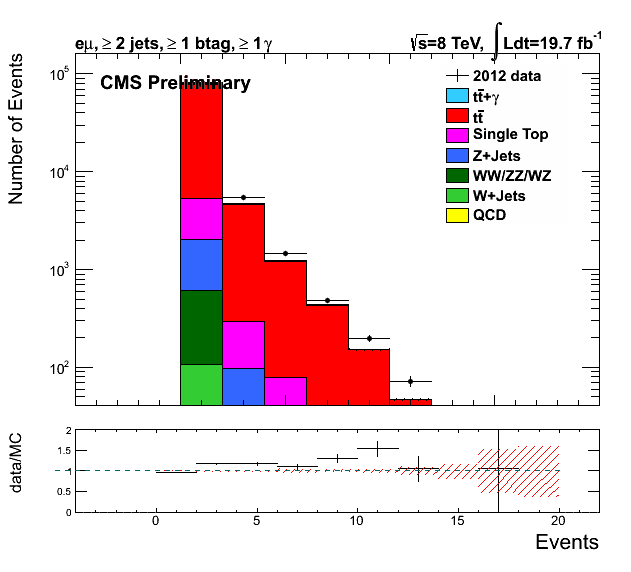 eμ, ≥ 2 jets, ≥ 1 btag, ≥ 1 γ
√s=8 TeV, ∫ Ldt=19.7 fb⁻¹
Number of Events
CMS Preliminary
10⁵
10⁴
10³
10²
2012 data
tt̄+γ
tt̄
Single Top
Z+Jets
WW/ZZ/WZ
W+Jets
QCD
data/MC
2
1.5
1
0.5
0
0 5 10 15 20
Events